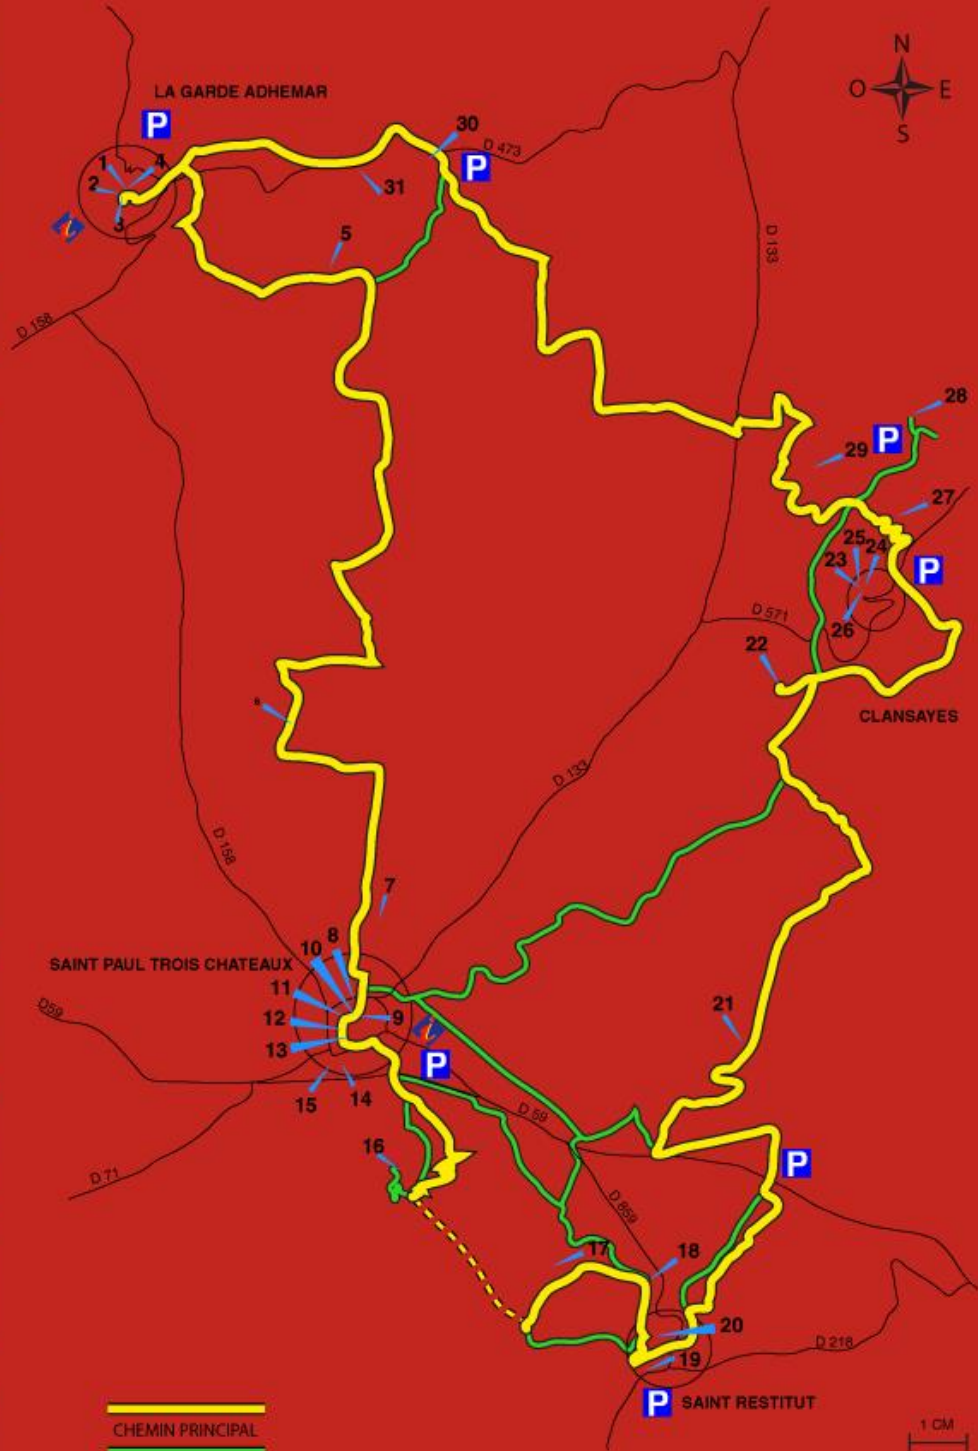 N
O E
S
LA GARDE ADHEMAR
P
30
D 473
P
1 4
2
3
31
5
D 133
D 158
28
P
29
27
25 24
23
P
26
D 571
22
CLANSAYES
D 133
D 158
7
8
10
SAINT PAUL TROIS CHATEAUX
11
D59
12
9
13
21
P
15
14
D 59
16
P
D 71
D 859
17
18
20
D 218
19
P
SAINT RESTITUT
CHEMIN PRINCIPAL
1 CM